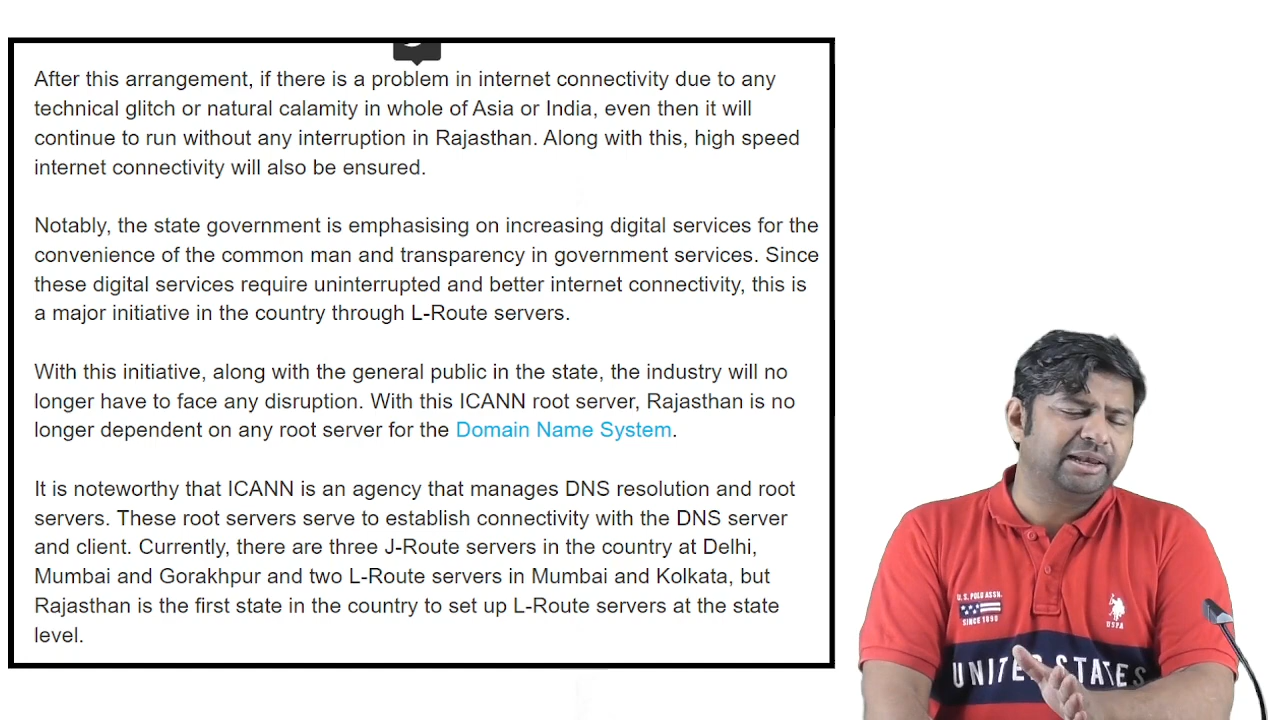 After this arrangement, if there is a problem in internet connectivity due to any
technical glitch or natural calamity in whole of Asia or India, even then it will
continue to run without any interruption in Rajasthan. Along with this, high speed
internet connectivity will also be ensured.
Notably, the state government is emphasising on increasing digital services for the
convenience of the common man and transparency in government services. Since
these digital services require uninterrupted and better internet connectivity, this is
a major initiative in the country through L-Route servers.
With this initiative, along with the general public in the state, the industry will no
longer have to face any disruption. With this ICANN root server, Rajasthan is no
longer dependent on any root server for the Domain Name System.
It is noteworthy that ICANN is an agency that manages DNS resolution and root
servers. These root servers serve to establish connectivity with the DNS server
and client. Currently, there are three J-Route servers in the country at Delhi,
Mumbai and Gorakhpur and two L-Route servers in Mumbai and Kolkata, but
Rajasthan is the first state in the country to set up L-Route servers at the state
level.
U.S. POLO ASSN.
SINCE 1890
USPA
UNITED STATES